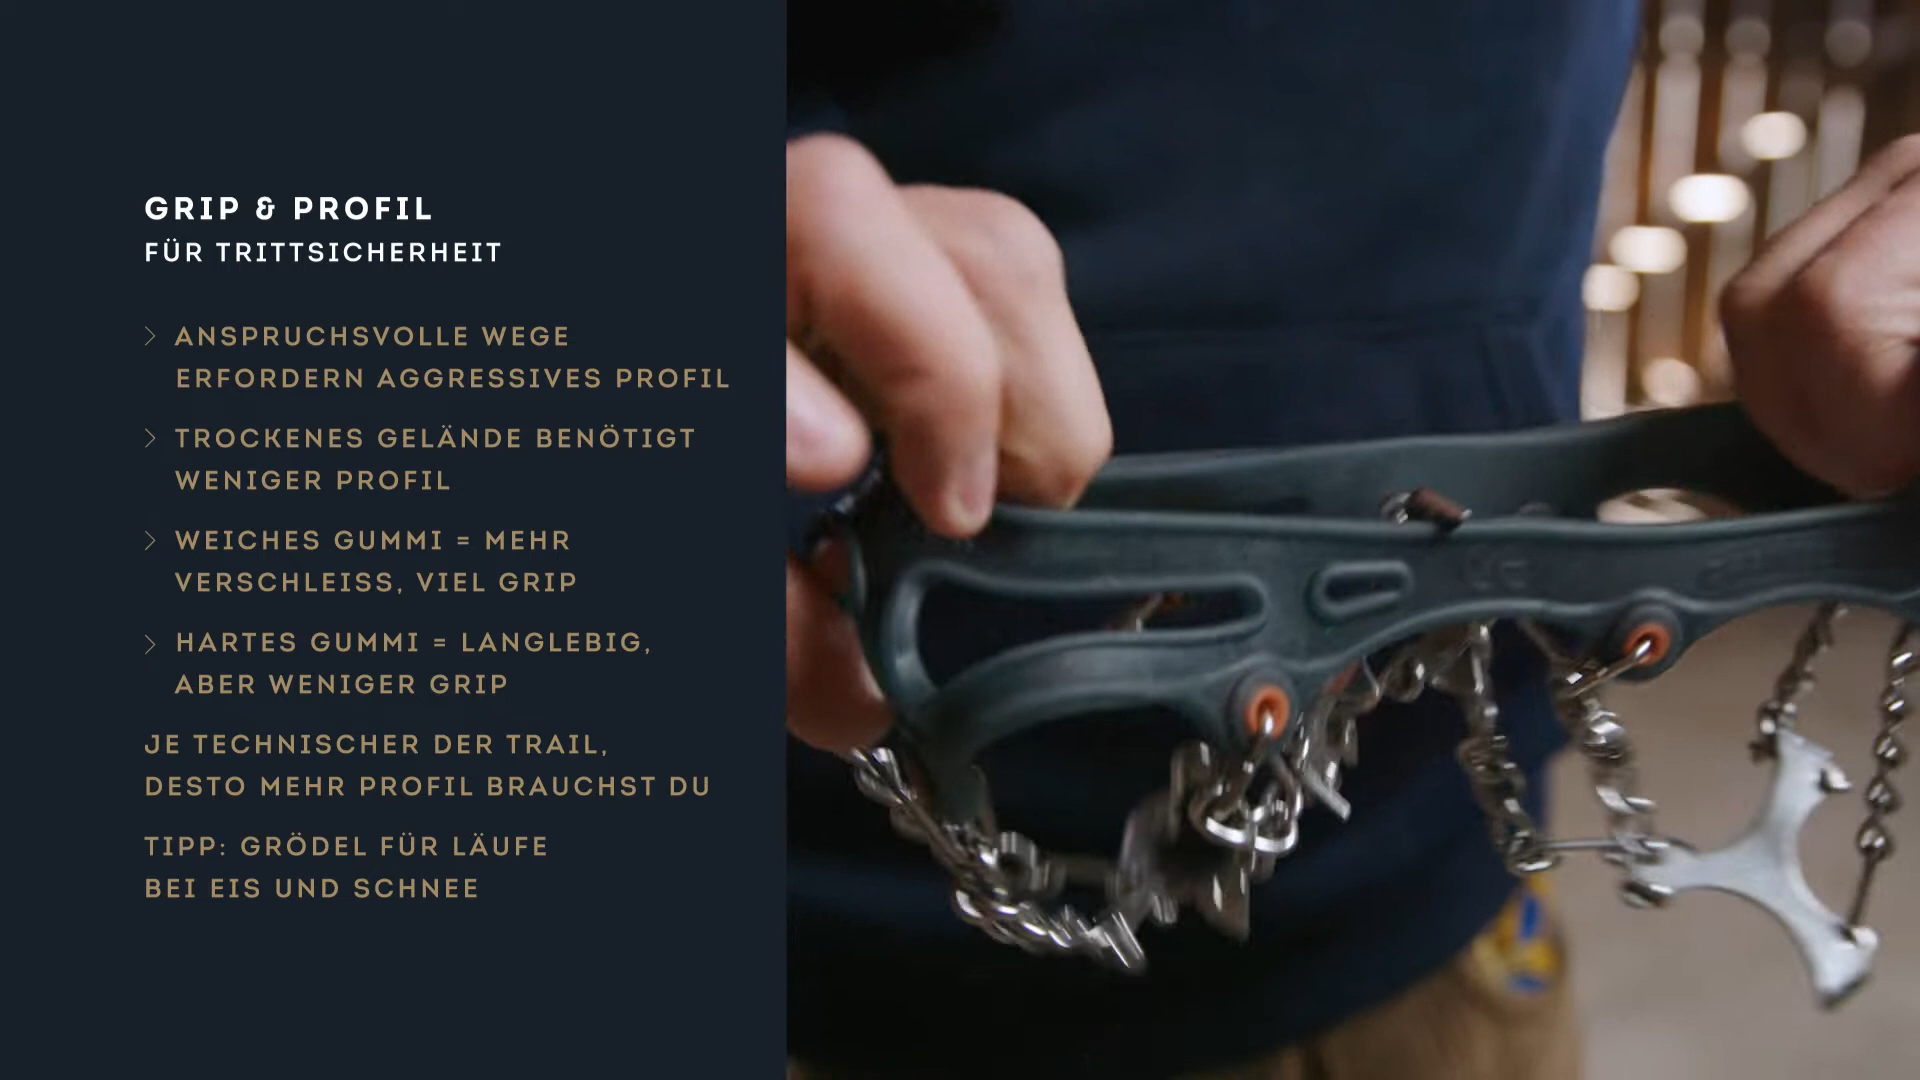 GRIP & PROFIL
FÜR TRITTSICHERHEIT
ANSPRUCHSVOLLE WEGE
ERFORDERN AGGRESSIVES PROFIL
TROCKENES GELÄNDE BENÖTIGT
WENIGER PROFIL
WEICHES GUMMI = MEHR
VERSCHLEISS, VIEL GRIP
HARTES GUMMI = LANGLEBIG,
ABER WENIGER GRIP
JE TECHNISCHER DER TRAIL,
DESTO MEHR PROFIL BRAUCHST DU
TIPP: GRÖDEL FÜR LÄUFE
BEI EIS UND SCHNEE